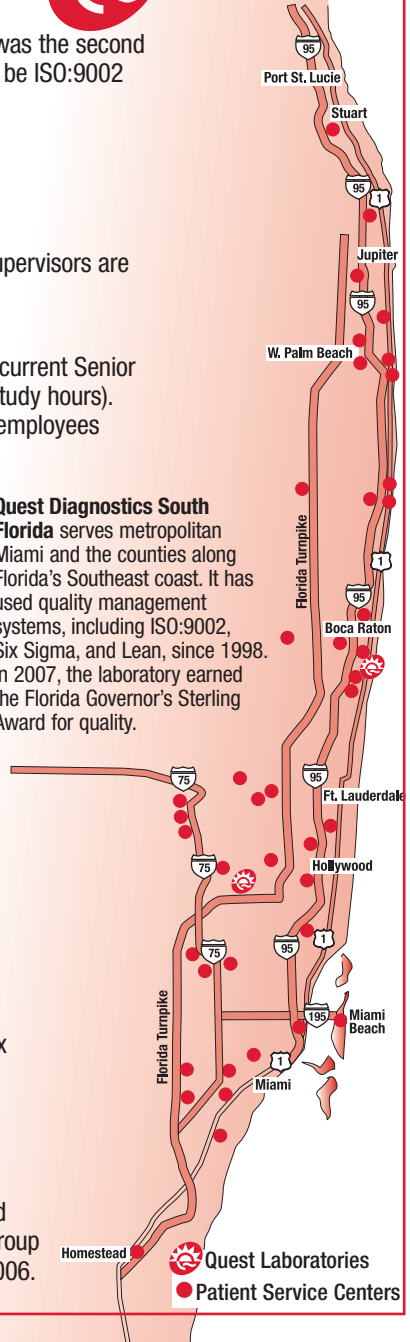 was the second
be ISO:9002
95
Port St. Lucie
Stuart
95
1
upervisors are
Jupiter
95
W. Palm Beach
current Senior
tudy hours).
employees
Quest Diagnostics South
Florida serves metropolitan
Miami and the counties along
Florida's Southeast coast. It has
used quality management
systems, including ISO:9002,
Six Sigma, and Lean, since 1998.
In 2007, the laboratory earned
the Florida Governor's Sterling
Award for quality.
Florida Turnpike
1
95
Boca Raton
75
95
Ft. Lauderdale
75
Hollywood
75
95
1
195
Miami
Beach
Florida Turnpike
x
1
Miami
d
roup
006.
Homestead
Quest Laboratories
Patient Service Centers